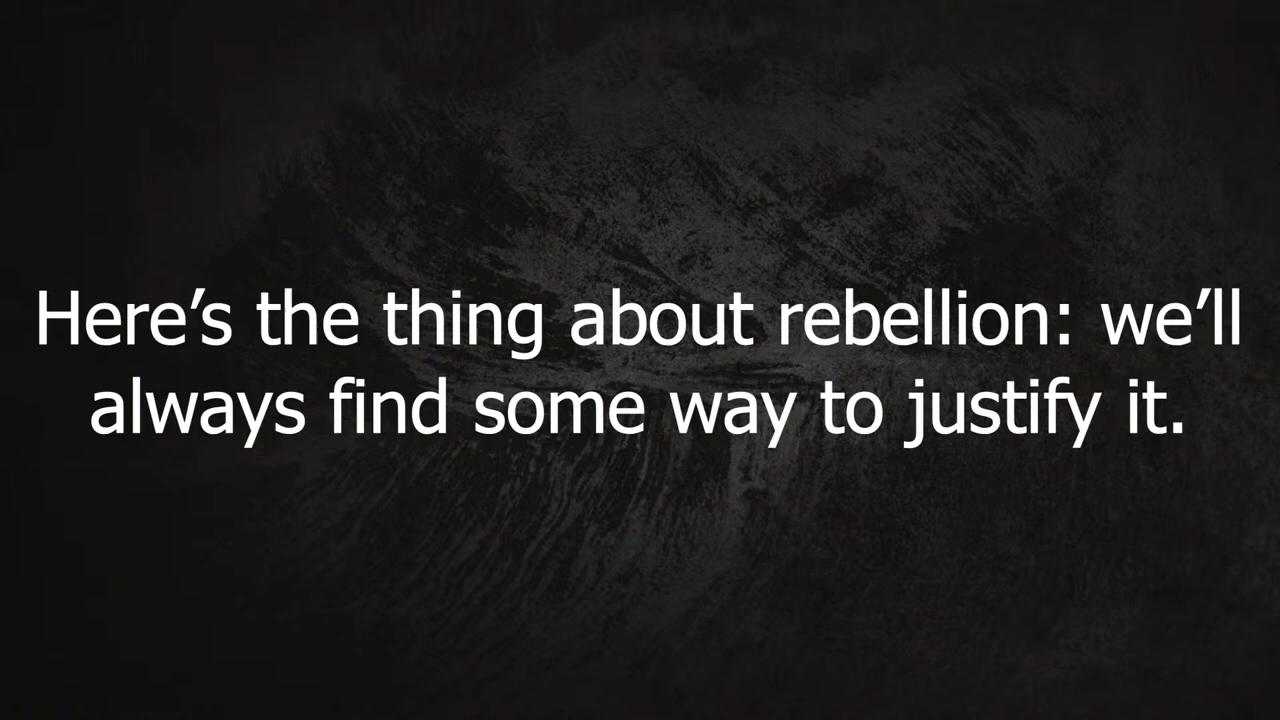 Here’s the thing about rebellion: we’ll
always find some way to justify it.